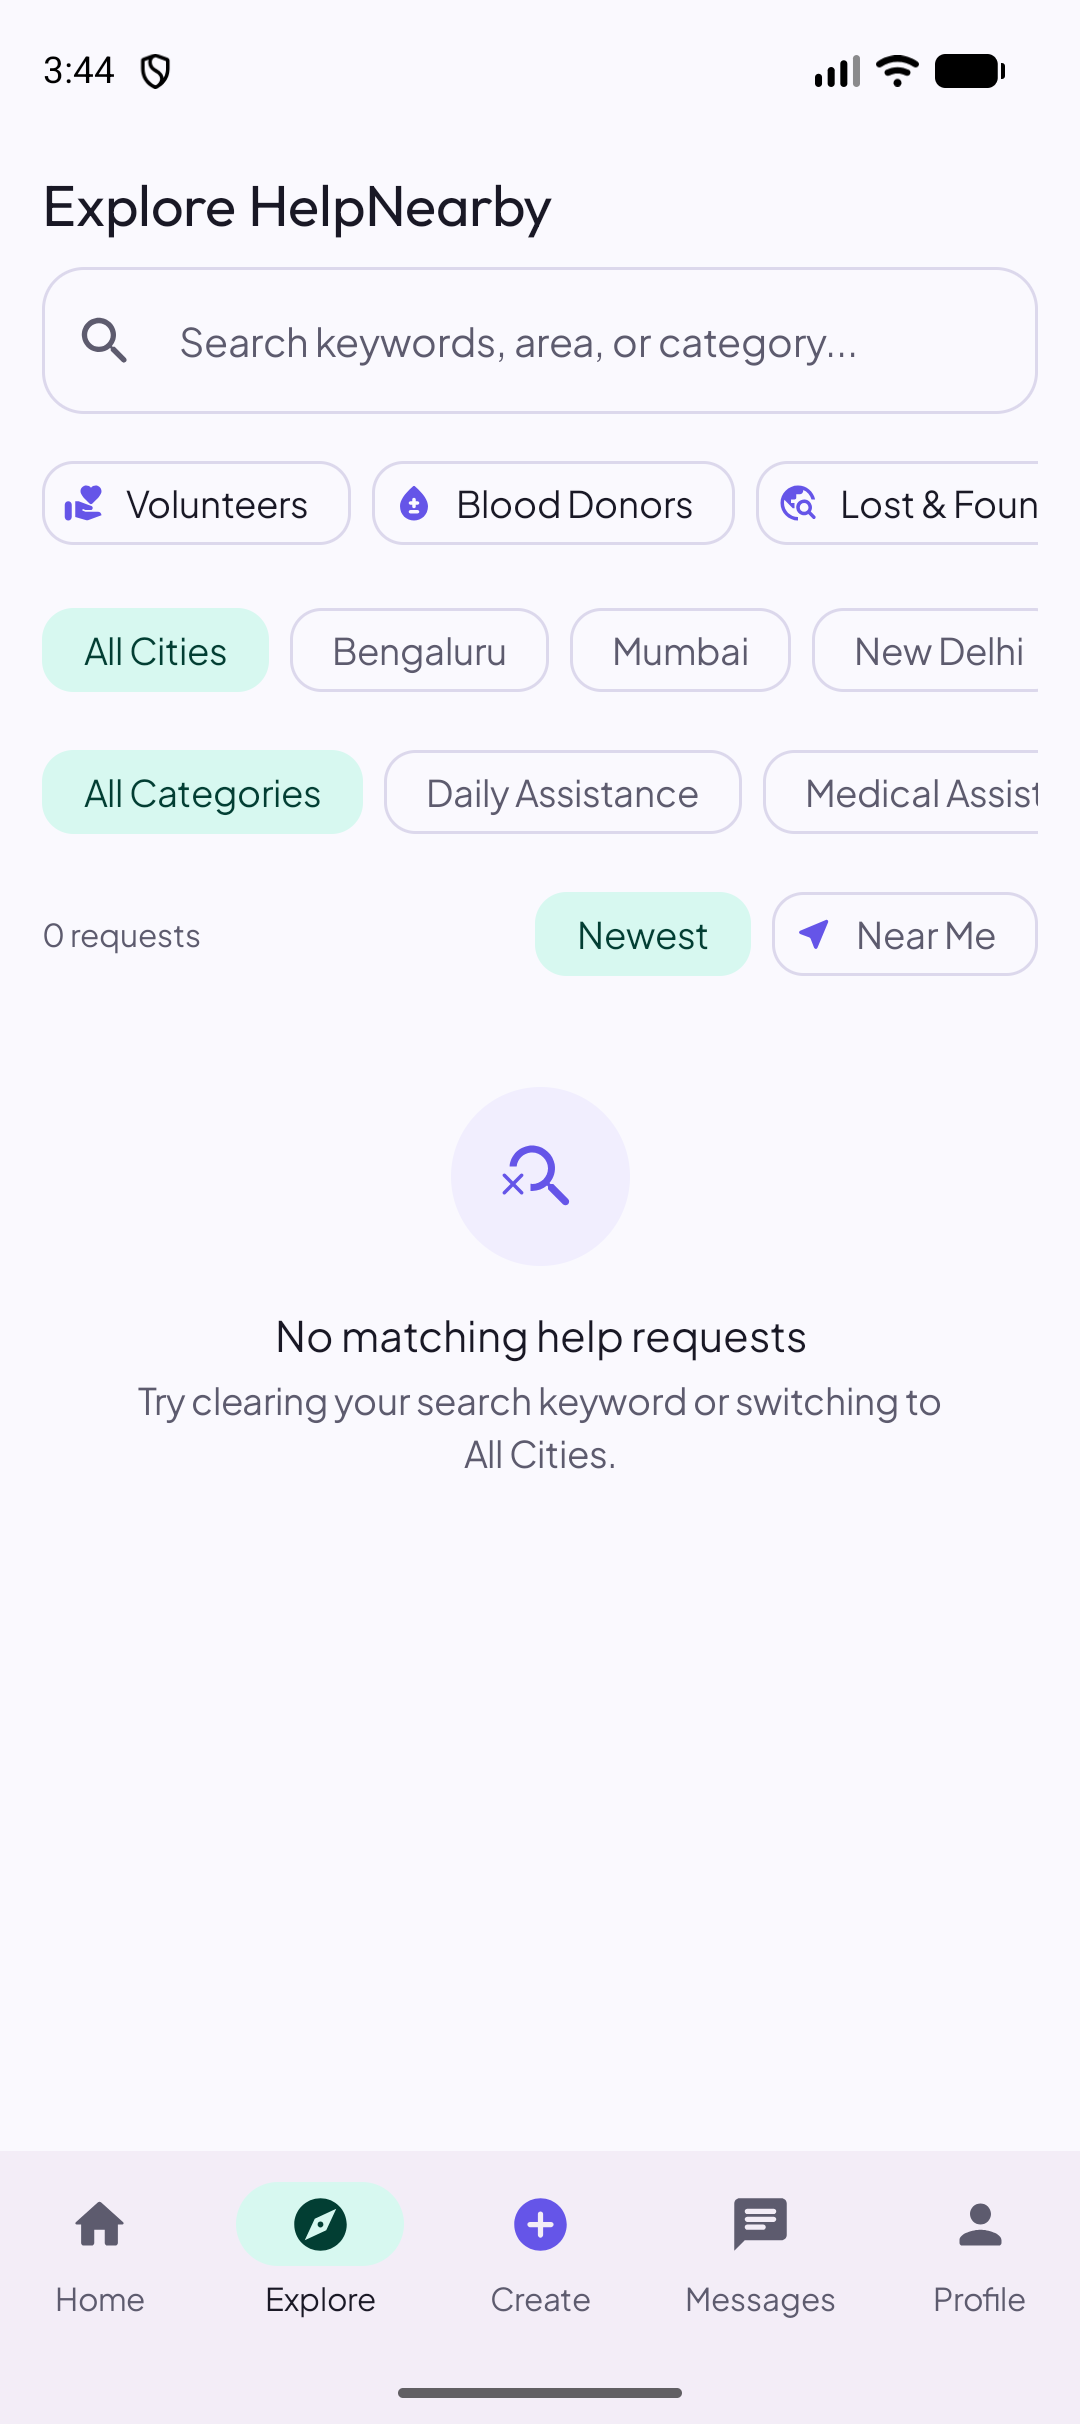 3:44
Explore HelpNearby
Search keywords, area, or category...
Volunteers
Blood Donors
Lost & Foun
All Cities
Bengaluru
Mumbai
New Delhi
All Categories
Daily Assistance
Medical Assist
0 requests
Newest
Near Me
No matching help requests
Try clearing your search keyword or switching to
All Cities.
Home
Explore
Create
Messages
Profile